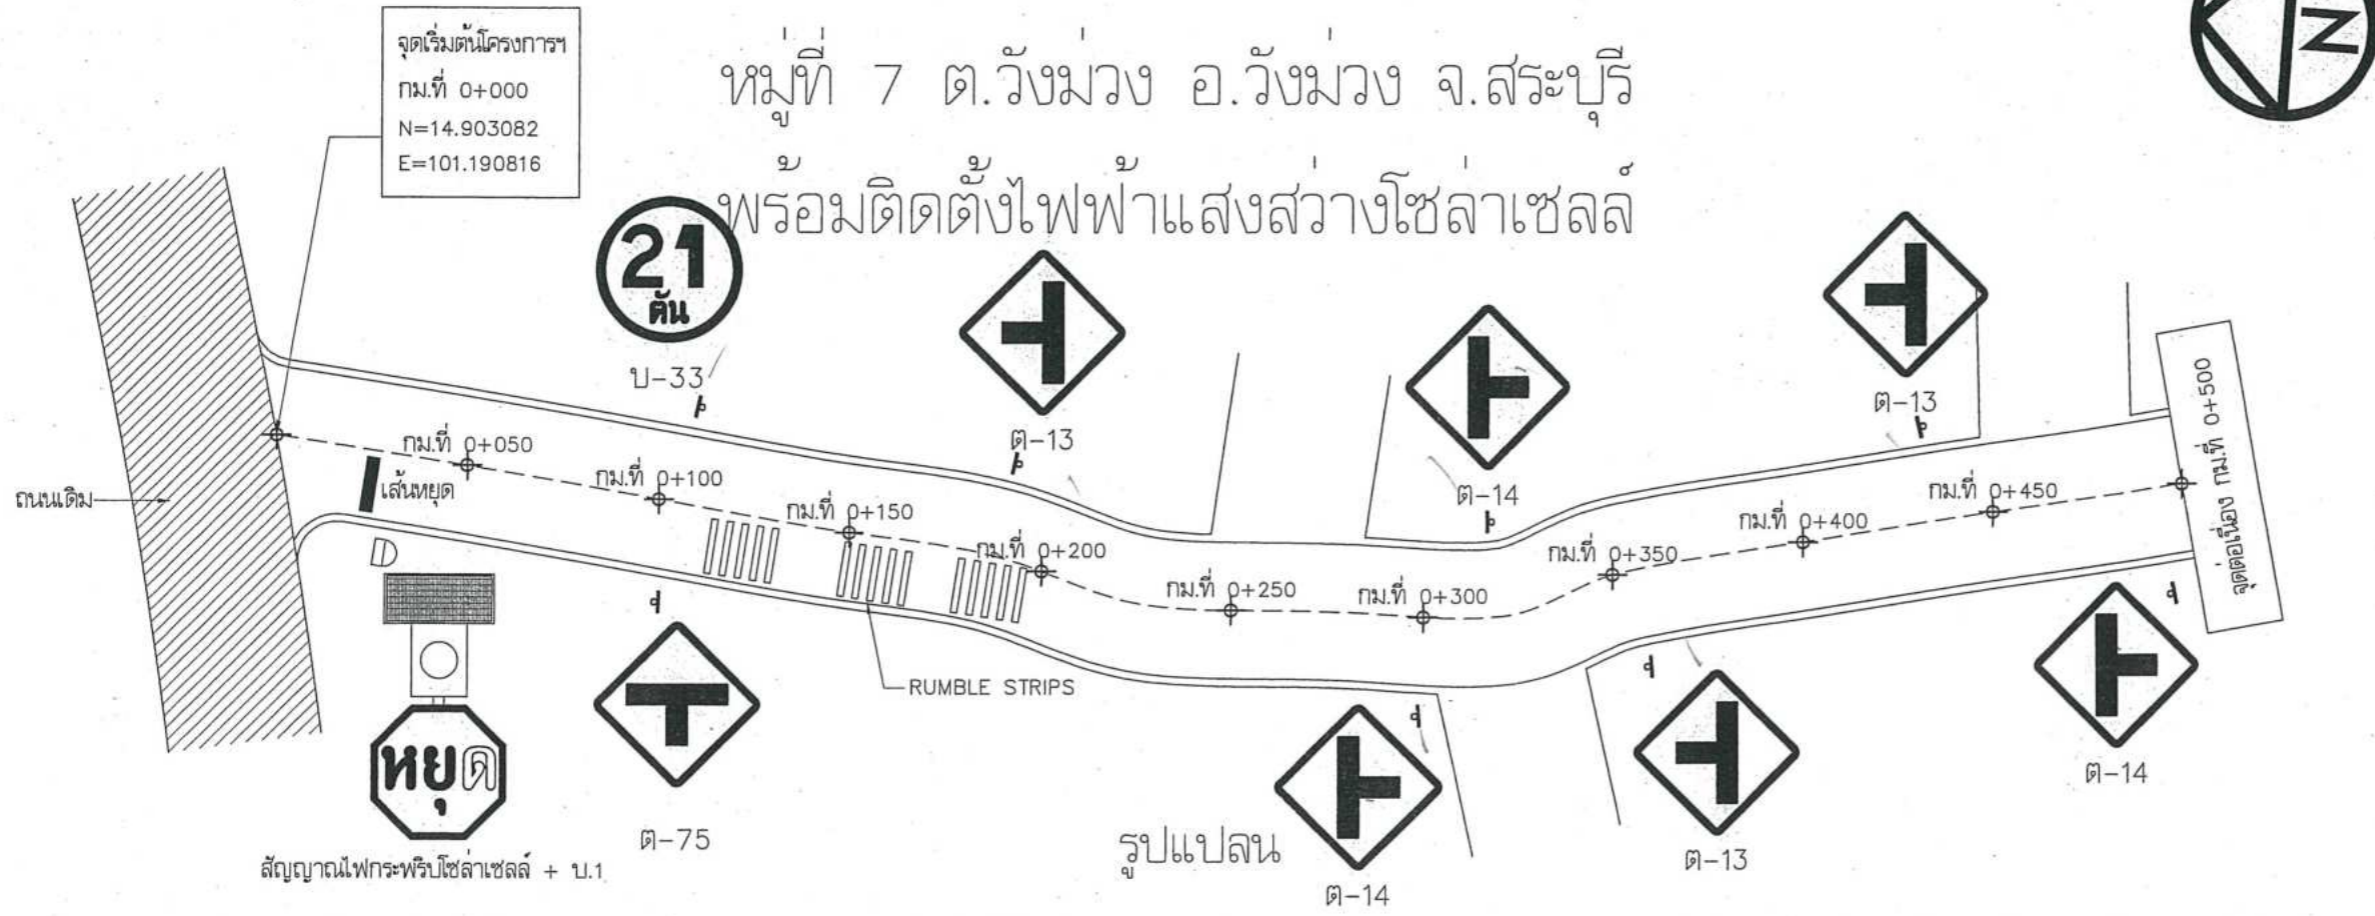 จุดเริ่มต้นโครงการฯ
กม.ที่ 0+000
N=14.903082
E=101.190816
หมู่ที่ 7 ต.วังม่วง อ.วังม่วง จ.สระบุรี
พร้อมติดตั้งไฟฟ้าแสงสว่างโซล่าเซลล์
N
21
ตัน
บ-33
ต-13
ต-14
ต-13
ถนนเดิม
กม.ที่ 0+050
เส้นหยุด
กม.ที่ 0+100
กม.ที่ 0+150
กม.ที่ 0+200
กม.ที่ 0+250
กม.ที่ 0+300
กม.ที่ 0+350
กม.ที่ 0+400
กม.ที่ 0+450
จุดต่อเนื่อง กม.ที่ 0+500
RUMBLE STRIPS
หยุด
สัญญาณไฟกระพริบโซล่าเซลล์ + บ.1
ต-75
รูปแปลน
ต-14
ต-13
ต-14